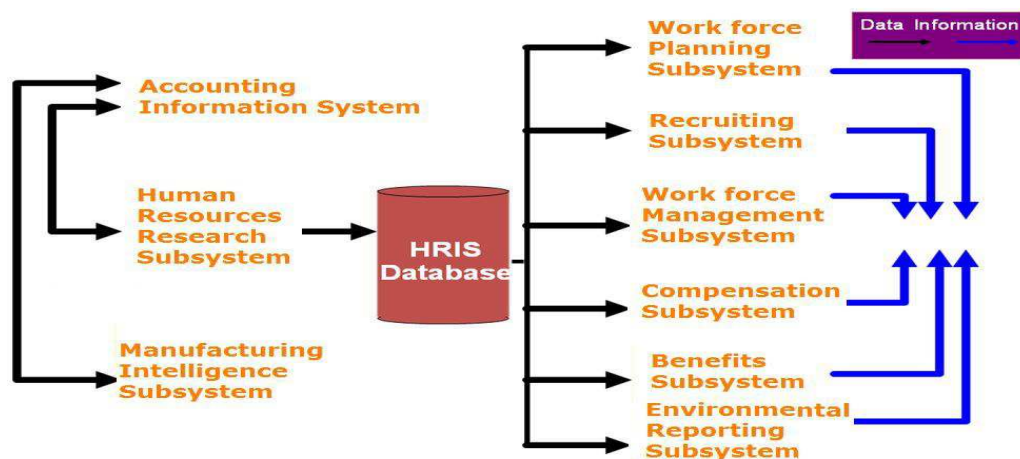 Data Information
Accounting
Information System
Human
Resources
Research
Subsystem
Manufacturing
Intelligence
Subsystem
HRIS
Database
Work force
Planning
Subsystem
Recruiting
Subsystem
Work force
Management
Subsystem
Compensation
Subsystem
Benefits
Subsystem
Environmental
Reporting
Subsystem